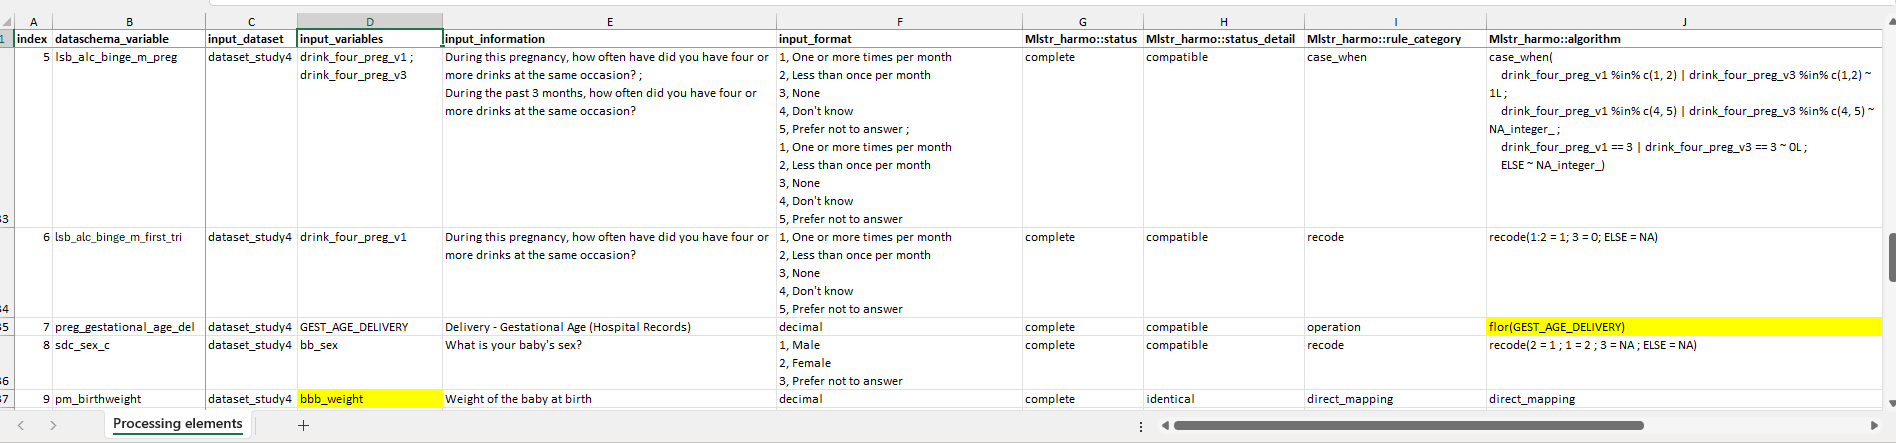 A B C D E F G H I J
1 index dataschema_variable input_dataset input_variables input_information input_format Mlstr_harmo::status Mlstr_harmo::status_detail Mlstr_harmo::rule_category Mlstr_harmo::algorithm
5 lsb_alc_binge_m_preg dataset_study4 drink_four_preg_v1 ; During this pregnancy, how often have did you have four or 1, One or more times per month complete compatible case_when case_when(
drink_four_preg_v3 more drinks at the same occasion? ; 2, Less than once per month drink_four_preg_v1 %in% c(1, 2) | drink_four_preg_v3 %in% c(1,2) ~
During the past 3 months, how often did you have four or 3, None 1L ;
more drinks at the same occasion? 4, Don't know drink_four_preg_v1 %in% c(4, 5) | drink_four_preg_v3 %in% c(4, 5) ~
5, Prefer not to answer ; NA_integer_ ;
1, One or more times per month drink_four_preg_v1 == 3 | drink_four_preg_v3 == 3 ~ 0L ;
2, Less than once per month ELSE ~ NA_integer_)
3, None
4, Don't know
33 5, Prefer not to answer
6 lsb_alc_binge_m_first_tri dataset_study4 drink_four_preg_v1 During this pregnancy, how often have did you have four or 1, One or more times per month complete compatible recode recode(1:2 = 1; 3 = 0; ELSE = NA)
more drinks at the same occasion? 2, Less than once per month
3, None
4, Don't know
34 5, Prefer not to answer
35 7 preg_gestational_age_del dataset_study4 GEST_AGE_DELIVERY Delivery - Gestational Age (Hospital Records) decimal complete compatible operation flor(GEST_AGE_DELIVERY)
8 sdc_sex_c dataset_study4 bb_sex What is your baby's sex? 1, Male complete compatible recode recode(2 = 1 ; 1 = 2 ; 3 = NA ; ELSE = NA)
2, Female
36 3, Prefer not to answer
37 9 pm_birthweight dataset_study4 bbb_weight Weight of the baby at birth decimal complete identical direct_mapping direct_mapping
Processing elements